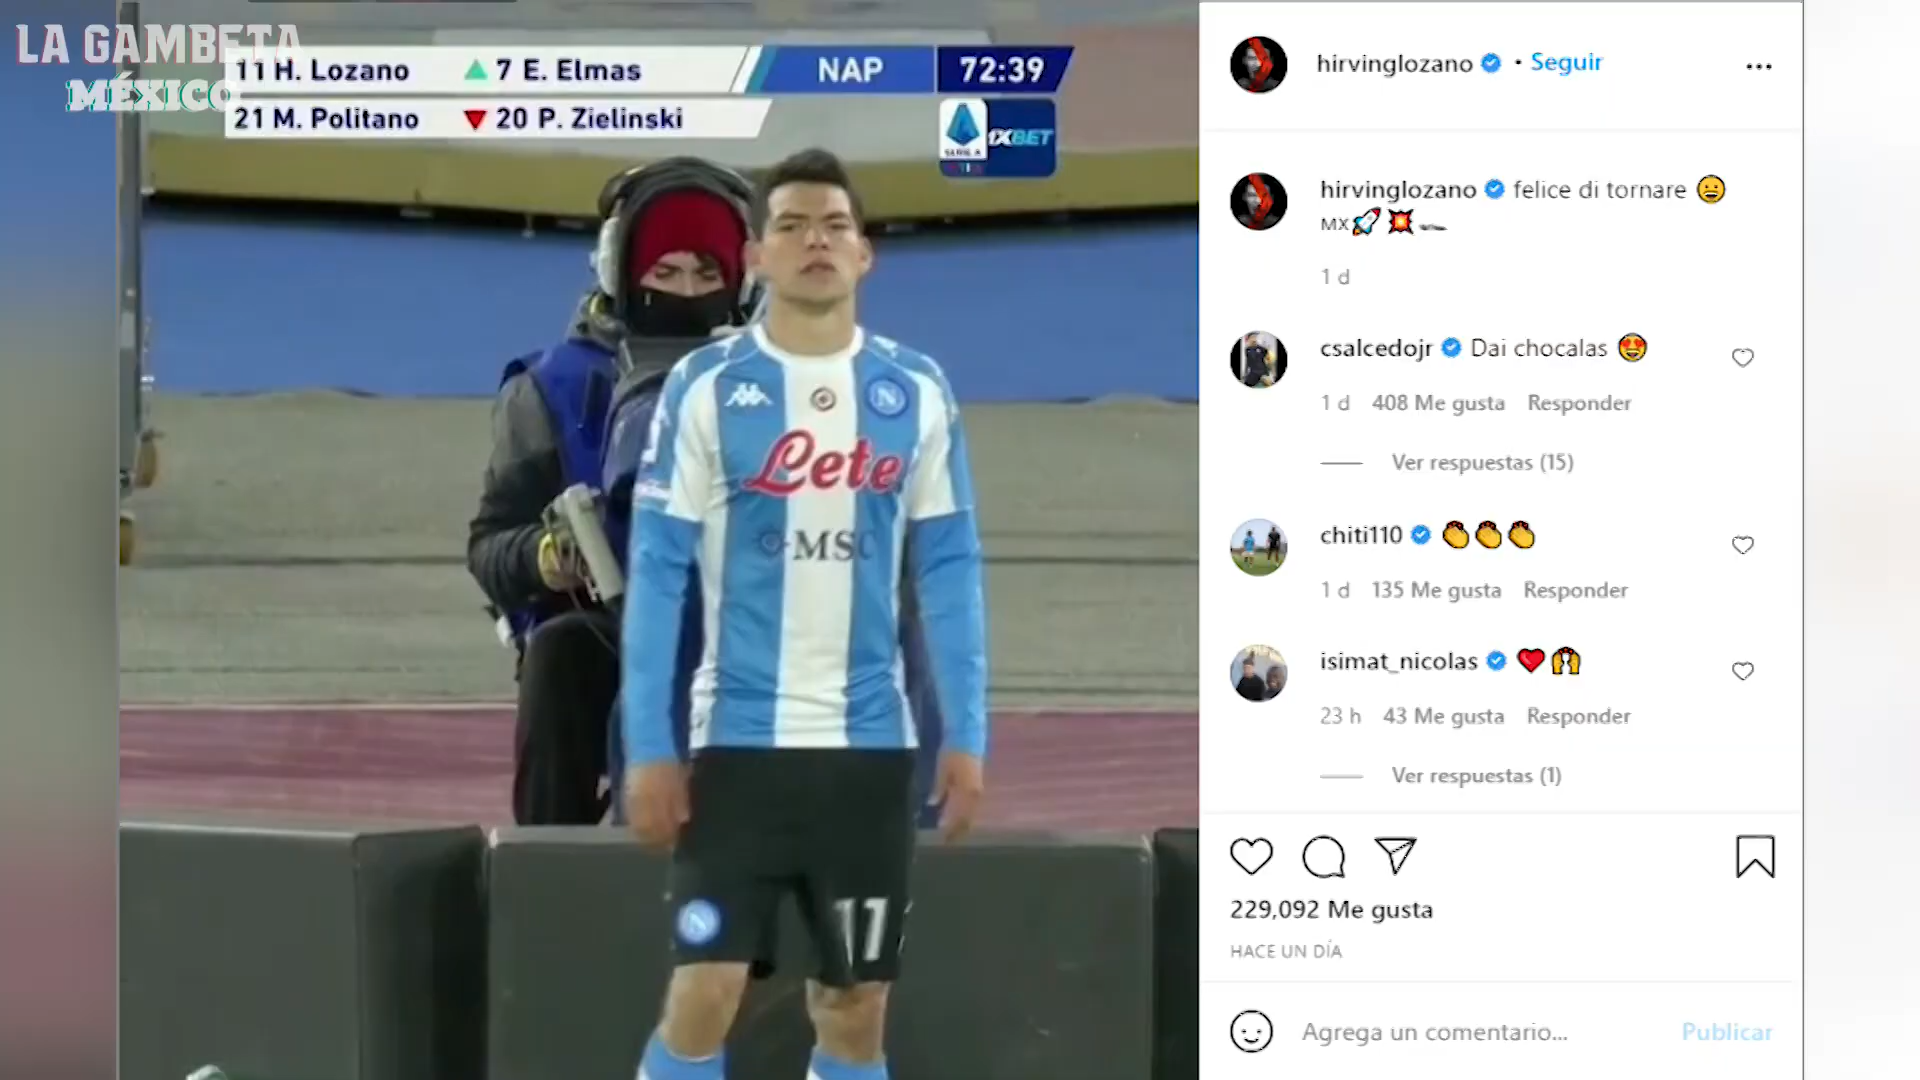 LA GAMBETA
MÉXICO
11 H. Lozano 7 E. Elmas
21 M. Politano 20 P. Zielinski
NAP 72:39
SERIE A
1XBET
Lete
MSC
N
N
11
hirvinglozano • Seguir
hirvinglozano felice di tornare 😀
MX🚀💥
1 d
csalcedojr Dai chocalas 😍
1 d 408 Me gusta Responder
Ver respuestas (15)
chiti110 👏👏👏
1 d 135 Me gusta Responder
isimat_nicolas ❤️🙌
23 h 43 Me gusta Responder
Ver respuestas (1)
229,092 Me gusta
HACE UN DÍA
Agrega un comentario... Publicar